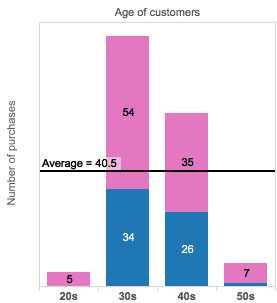 Age of customers
Number of purchases
54
35
Average = 40.5
34
26
5
7
20s
30s
40s
50s